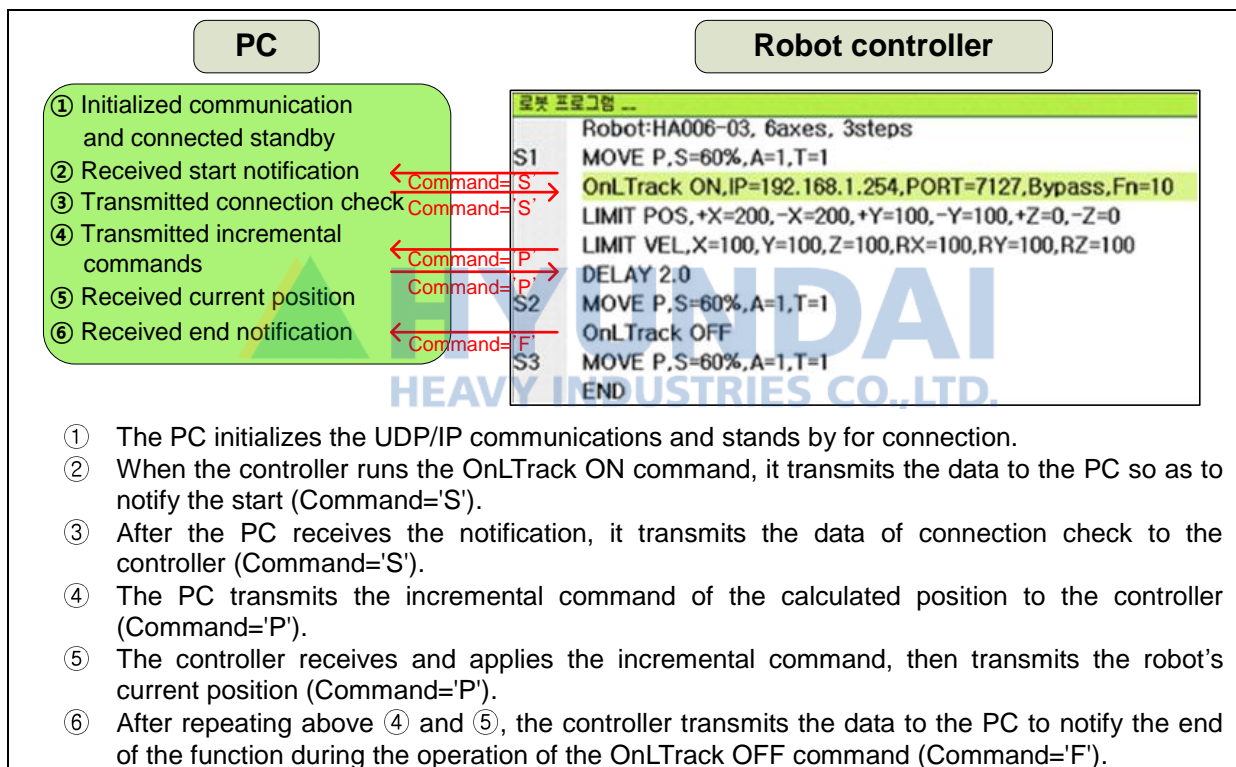 PC
Robot controller
① Initialized communication
and connected standby
② Received start notification
③ Transmitted connection check
④ Transmitted incremental
commands
⑤ Received current position
⑥ Received end notification
Command='S'
Command='S'
Command='P'
Command='P'
Command='F'
로봇 프로그램 --
Robot:HA006-03, 6axes, 3steps
S1 MOVE P,S=60%,A=1,T=1
OnLTrack ON,IP=192.168.1.254,PORT=7127,Bypass,Fn=10
LIMIT POS,+X=200,-X=200,+Y=100,-Y=100,+Z=0,-Z=0
LIMIT VEL,X=100,Y=100,Z=100,RX=100,RY=100,RZ=100
DELAY 2.0
S2 MOVE P,S=60%,A=1,T=1
OnLTrack OFF
S3 MOVE P,S=60%,A=1,T=1
END
HYUNDAI
HEAVY INDUSTRIES CO.,LTD.
① The PC initializes the UDP/IP communications and stands by for connection.
② When the controller runs the OnLTrack ON command, it transmits the data to the PC so as to
notify the start (Command='S').
③ After the PC receives the notification, it transmits the data of connection check to the
controller (Command='S').
④ The PC transmits the incremental command of the calculated position to the controller
(Command='P').
⑤ The controller receives and applies the incremental command, then transmits the robot's
current position (Command='P').
⑥ After repeating above ④ and ⑤, the controller transmits the data to the PC to notify the end
of the function during the operation of the OnLTrack OFF command (Command='F').